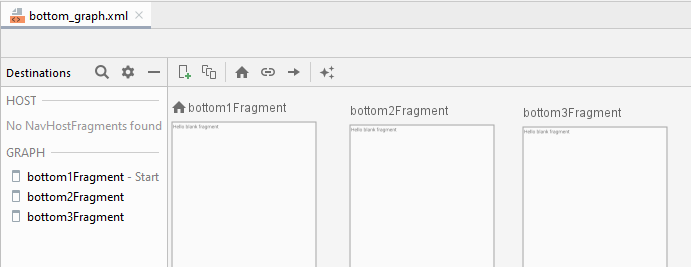 bottom_graph.xml
Destinations
HOST
No NavHostFragments found
GRAPH
bottom1Fragment - Start
bottom2Fragment
bottom3Fragment
bottom1Fragment
Hello blank fragment
bottom2Fragment
Hello blank fragment
bottom3Fragment
Hello blank fragment